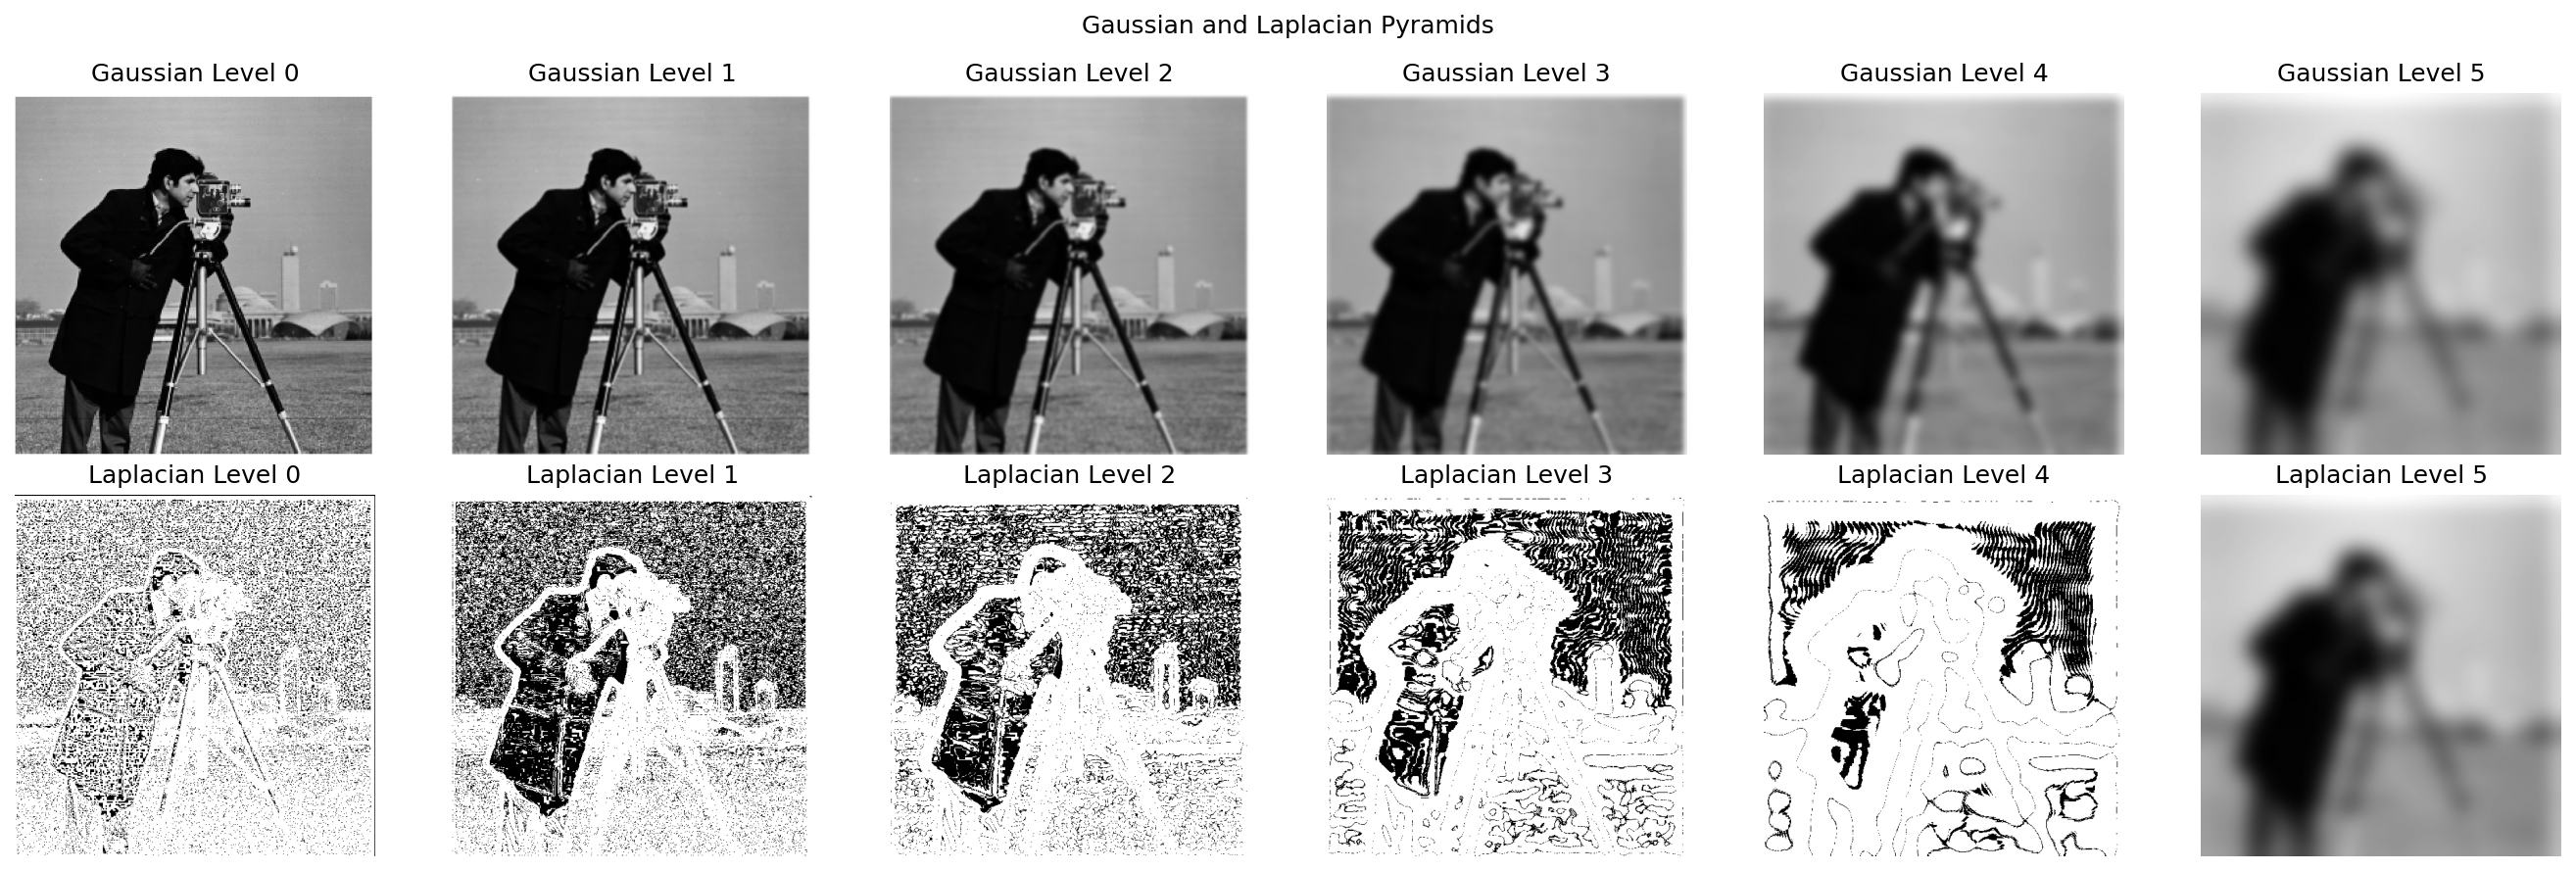 Gaussian and Laplacian Pyramids
Gaussian Level 0
Gaussian Level 1
Gaussian Level 2
Gaussian Level 3
Gaussian Level 4
Gaussian Level 5
Laplacian Level 0
Laplacian Level 1
Laplacian Level 2
Laplacian Level 3
Laplacian Level 4
Laplacian Level 5